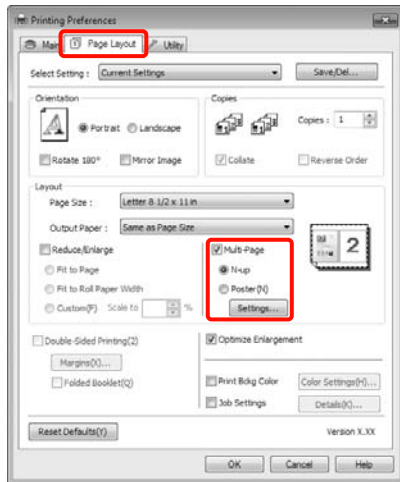 Printing Preferences
Main Page Layout Utility
Select Setting : Current Settings Save/Del...
Orientation Copies
A Portrait Landscape Copies : 1
Rotate 180° Mirror Image Collate Reverse Order
Layout
Page Size : Letter 8 1/2 x 11 in
Output Paper : Same as Page Size
Reduce/Enlarge Multi-Page 2
Fit to Page N-up
Fit to Roll Paper Width Poster(N)
Custom(F) Scale to % Settings...
Double-Sided Printing(2) Optimize Enlargement
Margins(X)...
Folded Booklet(Q) Print Bckg Color Color Settings(H)...
Job Settings Details(K)...
Reset Defaults(Y) Version X.XX
OK Cancel Help